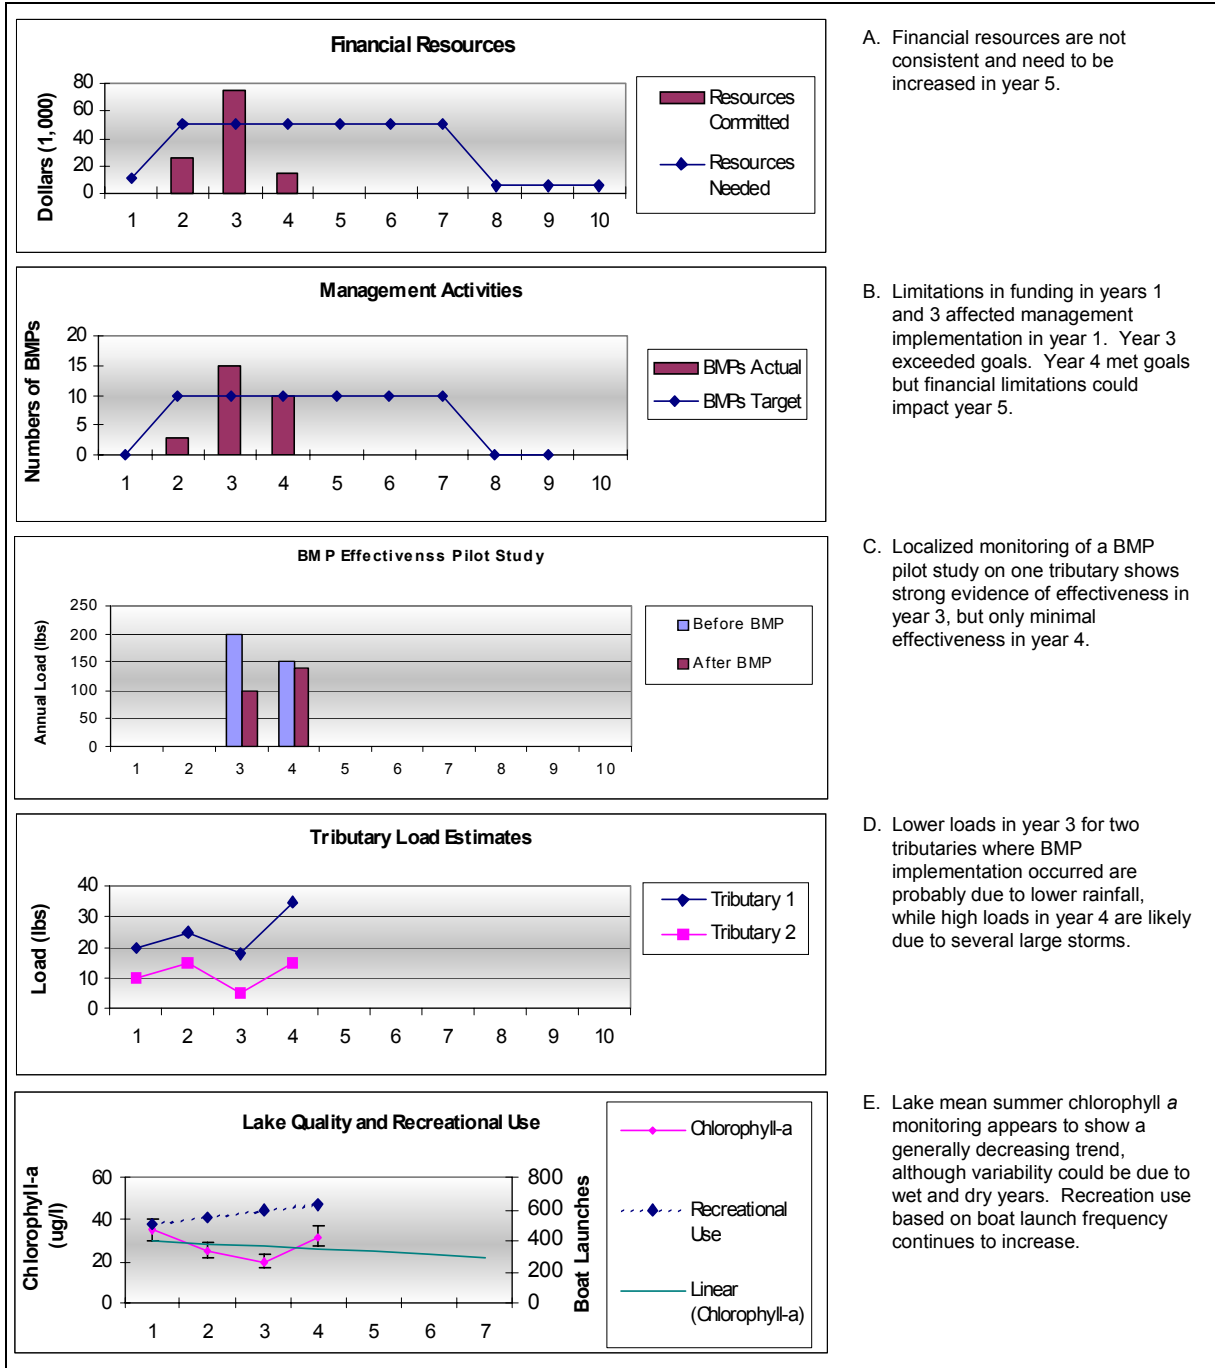 Financial Resources
Dollars (1,000)
80
60
40
20
0
1 2 3 4 5 6 7 8 9 10
Resources
Committed
Resources
Needed
A. Financial resources are not
consistent and need to be
increased in year 5.
Management Activities
Numbers of BMPs
20
15
10
5
0
1 2 3 4 5 6 7 8 9 10
BMPs Actual
BMPs Target
B. Limitations in funding in years 1
and 3 affected management
implementation in year 1. Year 3
exceeded goals. Year 4 met goals
but financial limitations could
impact year 5.
BMP Effectivenss Pilot Study
Annual Load (lbs)
250
200
150
100
50
0
1 2 3 4 5 6 7 8 9 10
Before BMP
After BMP
C. Localized monitoring of a BMP
pilot study on one tributary shows
strong evidence of effectiveness in
year 3, but only minimal
effectiveness in year 4.
Tributary Load Estimates
Load (lbs)
40
30
20
10
0
1 2 3 4 5 6 7 8 9 10
Tributary 1
Tributary 2
D. Lower loads in year 3 for two
tributaries where BMP
implementation occurred are
probably due to lower rainfall,
while high loads in year 4 are likely
due to several large storms.
Lake Quality and Recreational Use
Chlorophyll-a
(ug/l)
60
40
20
0
1 2 3 4 5 6 7
800
600
400
200
0
Boat Launches
Chlorophyll-a
Recreational
Use
Linear
(Chlorophyll-a)
E. Lake mean summer chlorophyll a
monitoring appears to show a
generally decreasing trend,
although variability could be due to
wet and dry years. Recreation use
based on boat launch frequency
continues to increase.